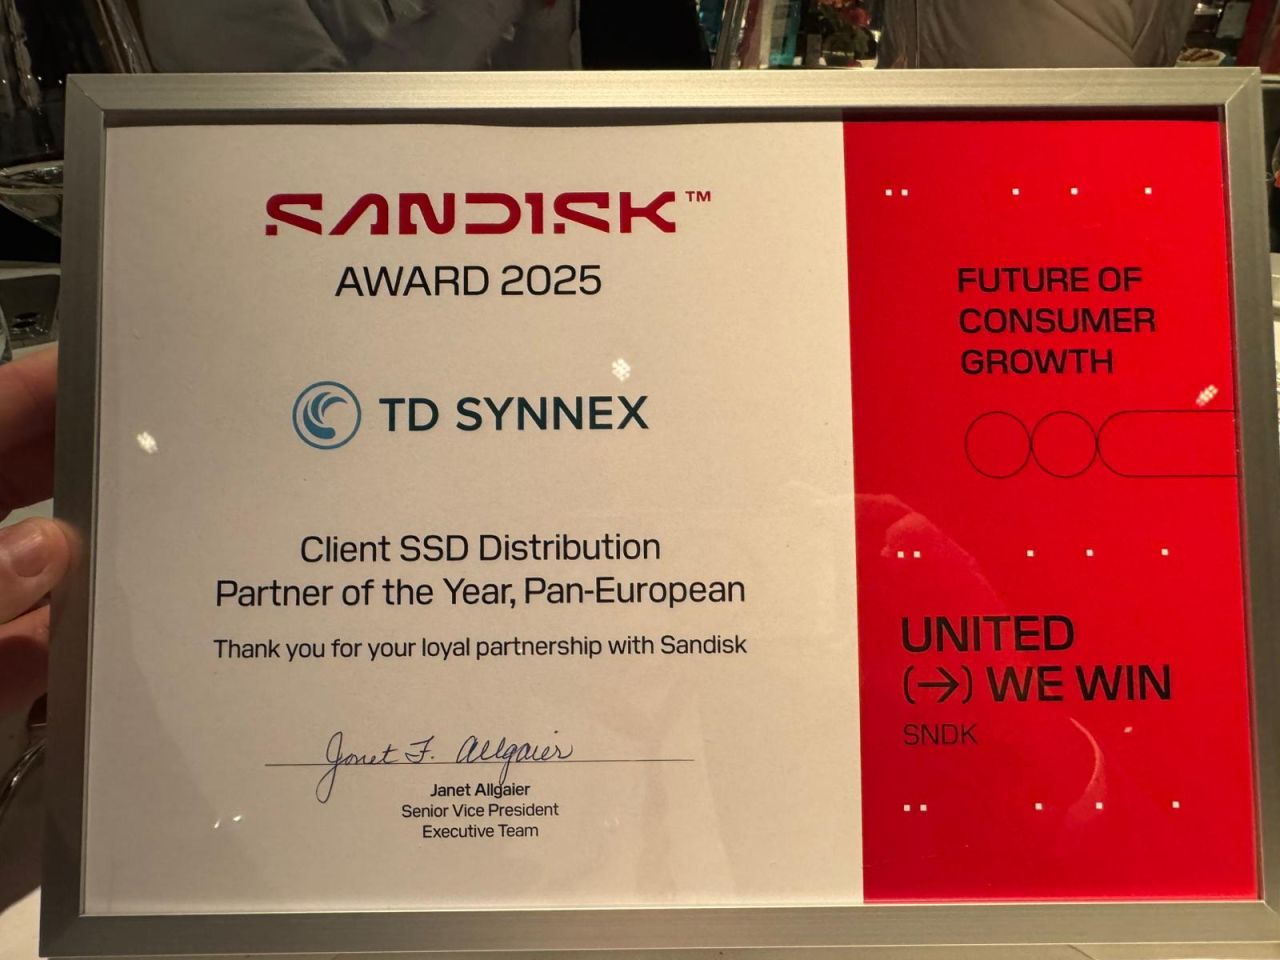 SANDISK™
AWARD 2025
TD SYNNEX
Client SSD Distribution
Partner of the Year, Pan-European
Thank you for your loyal partnership with Sandisk
Janet F. Allgaier
Janet Allgaier
Senior Vice President
Executive Team
FUTURE OF
CONSUMER
GROWTH
UNITED
(→) WE WIN
SNDK